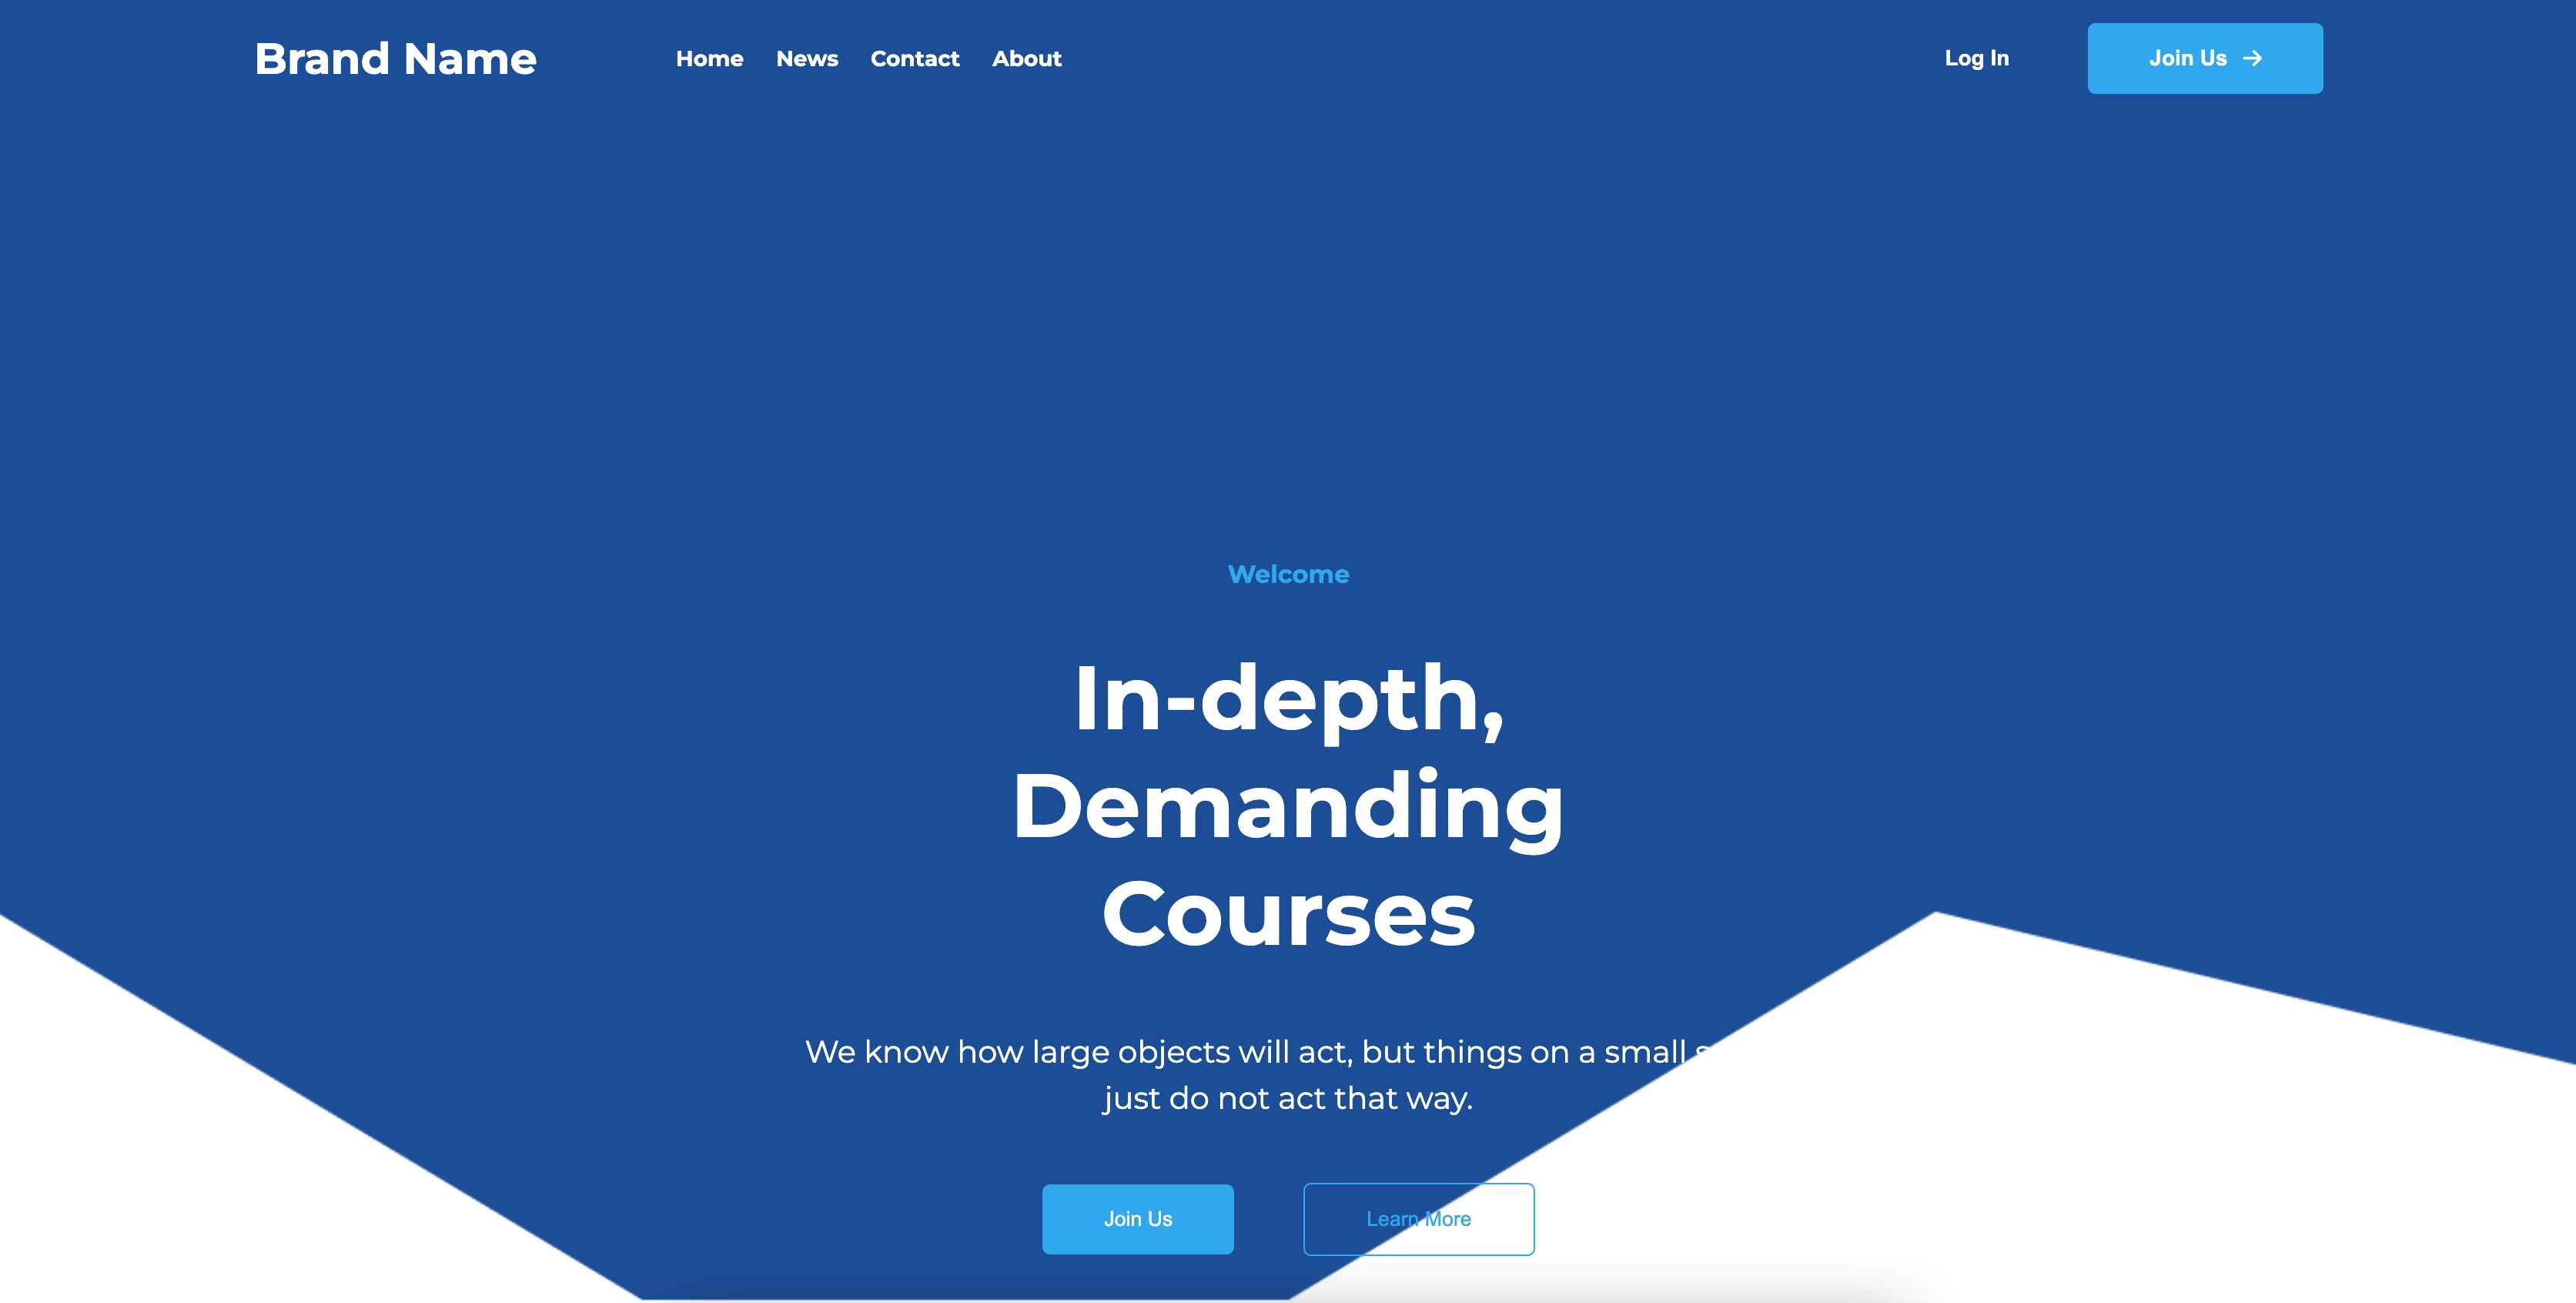 Brand Name
Home News Contact About
Log In
Join Us
Welcome
In-depth,
Demanding
Courses
We know how large objects will act, but things on a small
just do not act that way.
Join Us
Learn More